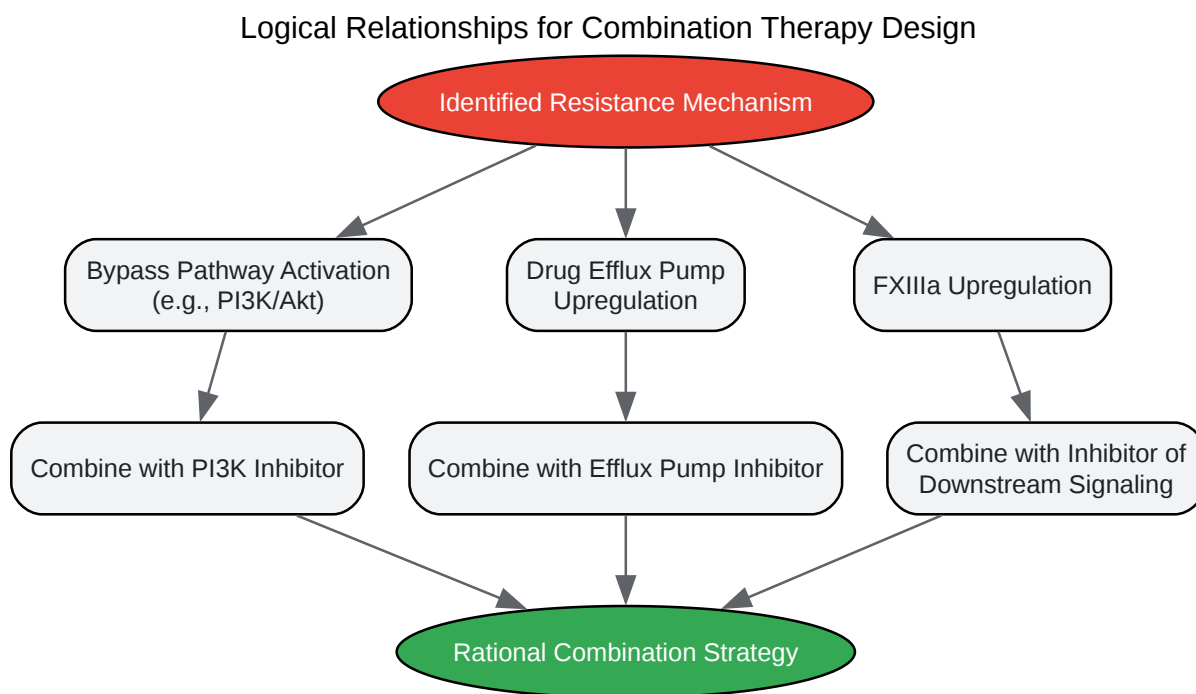 Logical Relationships for Combination Therapy Design
Identified Resistance Mechanism
Bypass Pathway Activation
(e.g., PI3K/Akt)
Drug Efflux Pump
Upregulation
FXIIIa Upregulation
Combine with PI3K Inhibitor
Combine with Efflux Pump Inhibitor
Combine with Inhibitor of
Downstream Signaling
Rational Combination Strategy